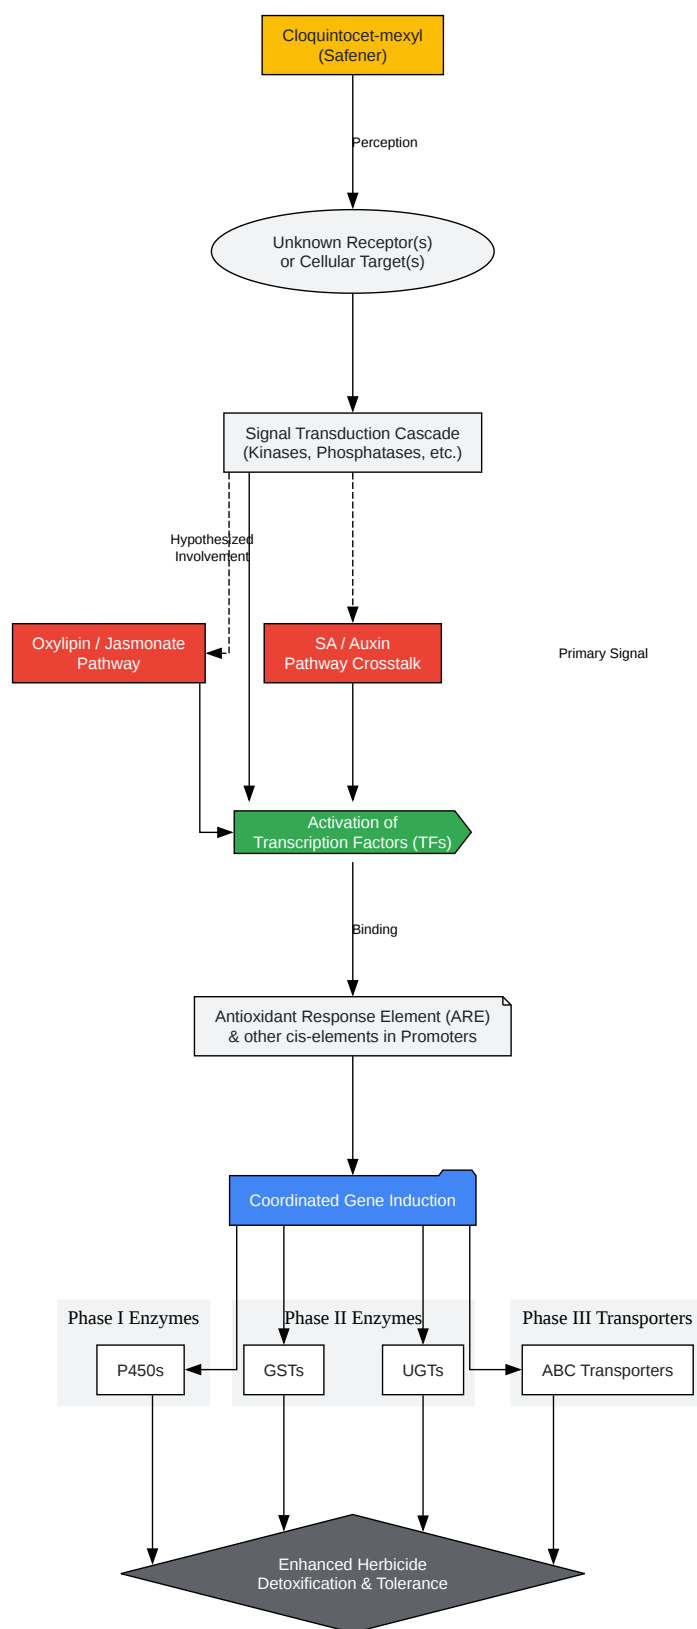 Cloquintocet-mexyl
(Safener)
Perception
Unknown Receptor(s)
or Cellular Target(s)
Signal Transduction Cascade
(Kinases, Phosphatases, etc.)
Hypothesized
Involvement
Oxylipin / Jasmonate
Pathway
SA / Auxin
Pathway Crosstalk
Primary Signal
Activation of
Transcription Factors (TFs)
Binding
Antioxidant Response Element (ARE)
& other cis-elements in Promoters
Coordinated Gene Induction
Phase I Enzymes
Phase II Enzymes
Phase III Transporters
P450s
GSTs
UGTs
ABC Transporters
Enhanced Herbicide
Detoxification & Tolerance